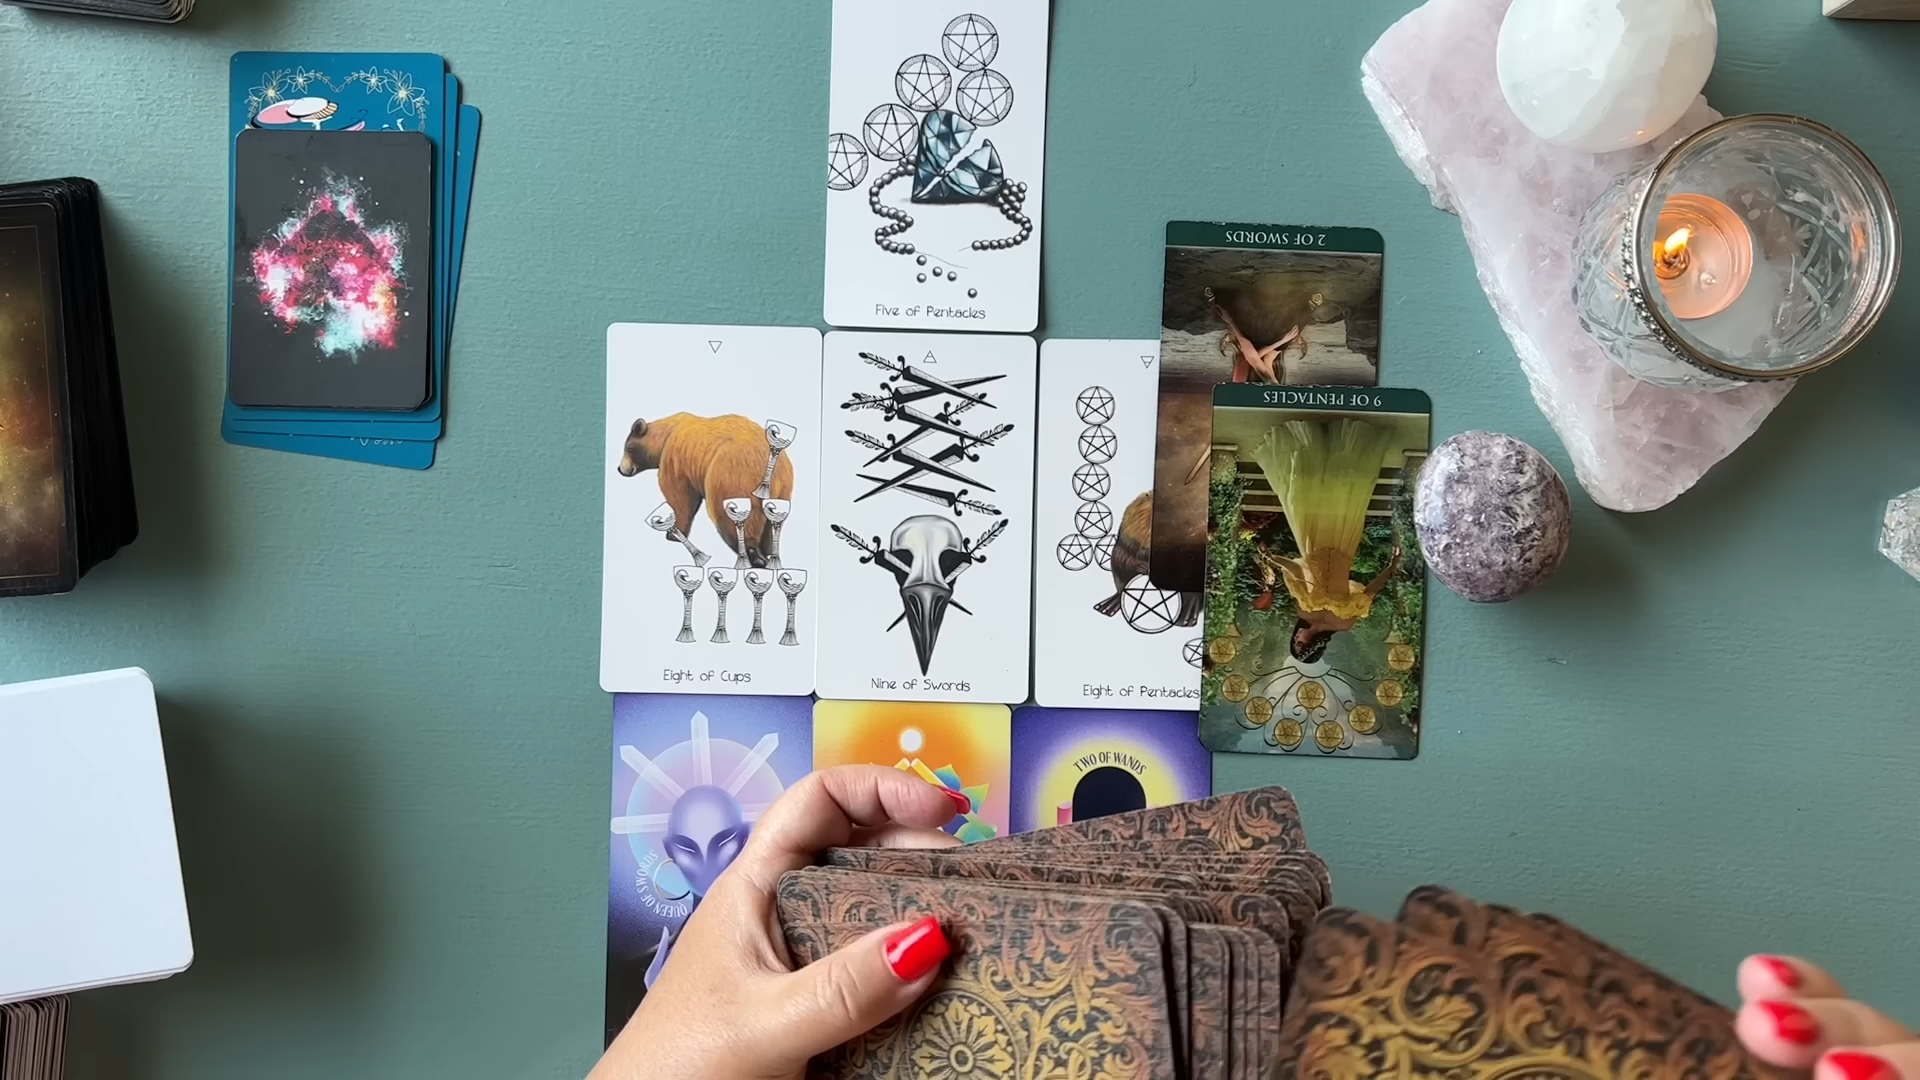 Five of Pentacles
2 OF SWORDS
9 OF PENTACLES
Eight of Cups
Nine of Swords
Eight of Pentacles
TWO OF WANDS
QUEEN OF SWORDS